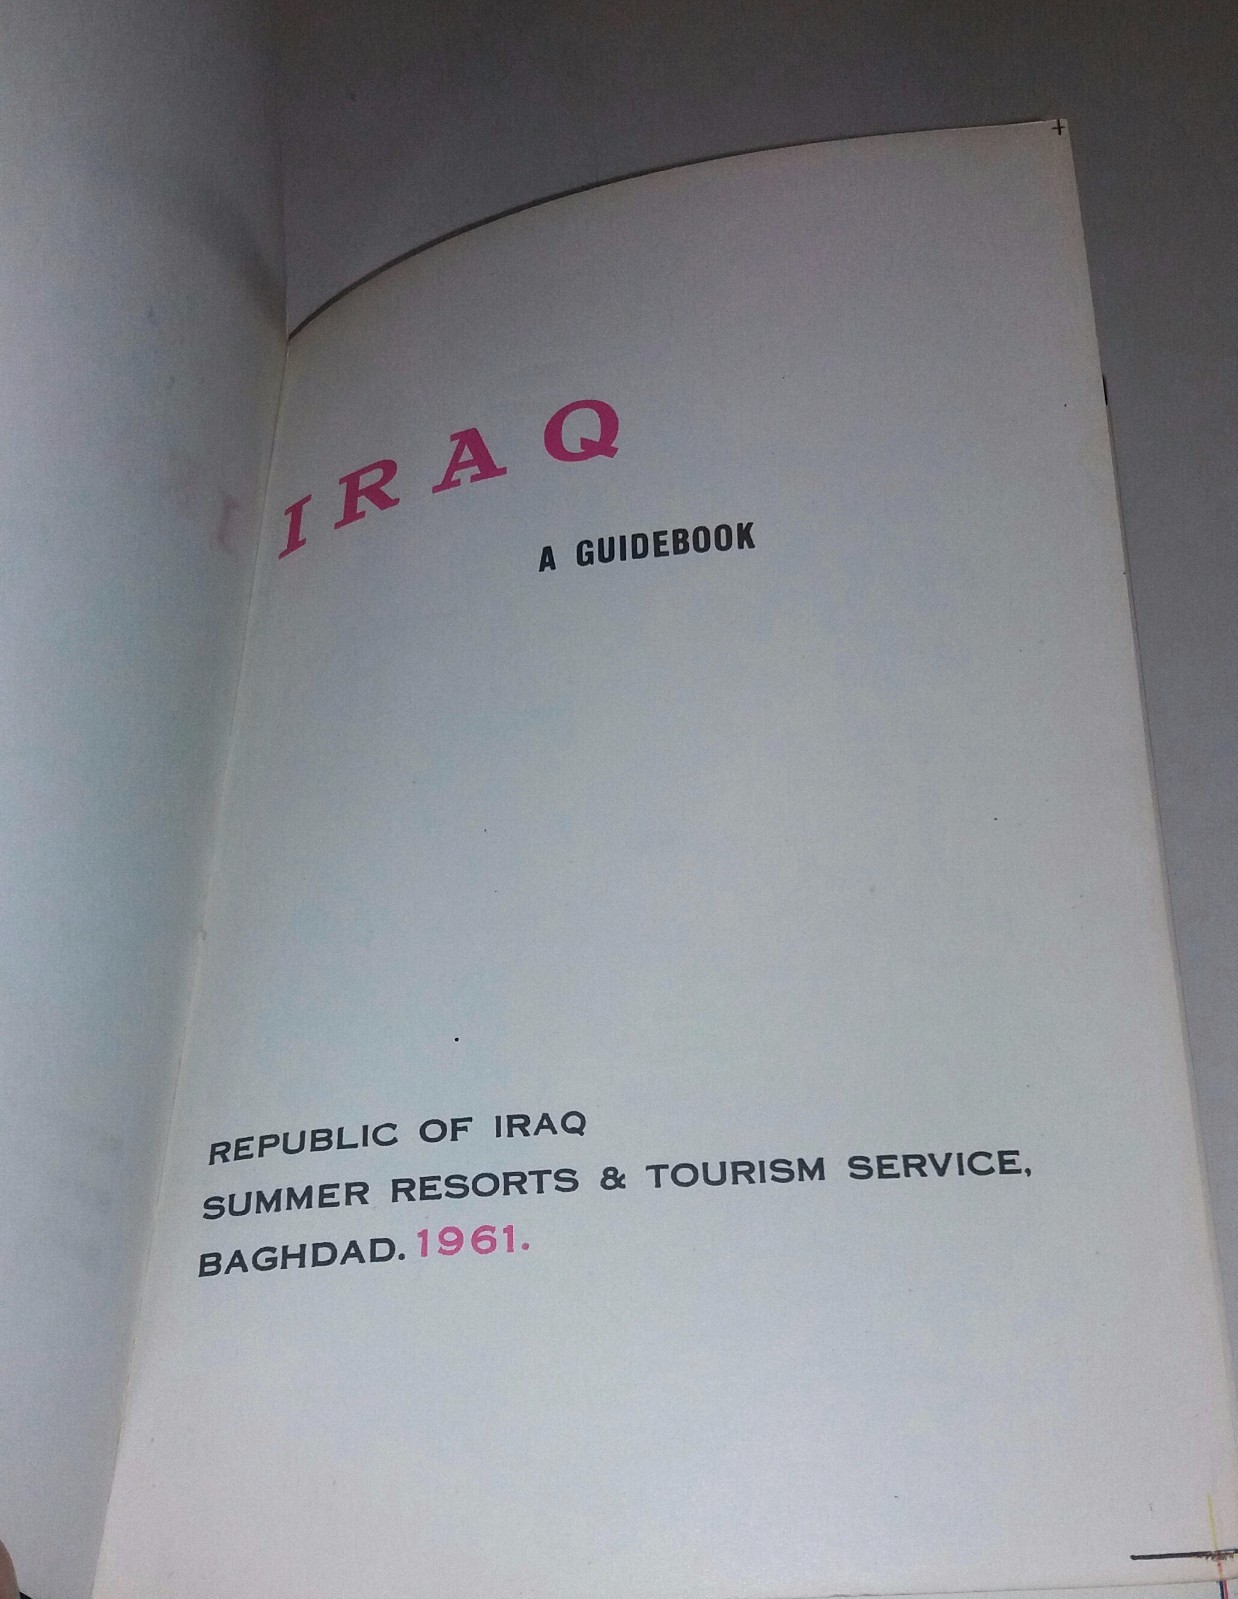 IRAQ
A GUIDEBOOK
REPUBLIC OF IRAQ
SUMMER RESORTS & TOURISM SERVICE,
BAGHDAD. 1961.